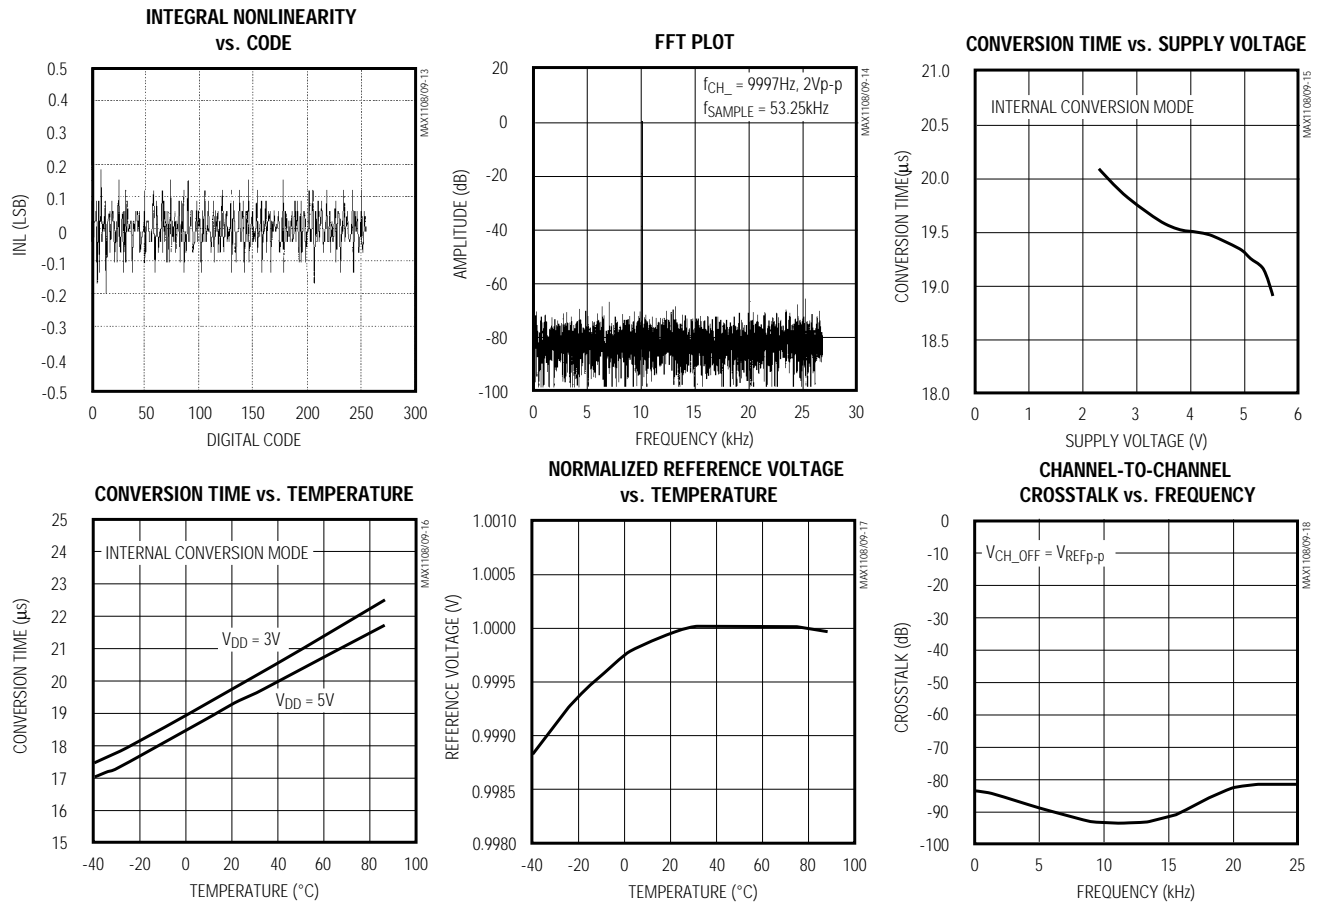 INTEGRAL NONLINEARITY
vs. CODE
0.5
0.4
0.3
0.2
0.1
0
-0.1
-0.2
-0.3
-0.4
-0.5
INL (LSB)
0 50 100 150 200 250 300
DIGITAL CODE
MAX1108/09-13
FFT PLOT
20
0
-20
-40
-60
-80
-100
AMPLITUDE (dB)
fCH_ = 9997Hz, 2Vp-p
fSAMPLE = 53.25kHz
0 5 10 15 20 25 30
FREQUENCY (kHz)
MAX1108/09-14
CONVERSION TIME vs. SUPPLY VOLTAGE
21.0
20.5
20.0
19.5
19.0
18.5
18.0
CONVERSION TIME(μs)
INTERNAL CONVERSION MODE
0 1 2 3 4 5 6
SUPPLY VOLTAGE (V)
MAX1108/09-15
CONVERSION TIME vs. TEMPERATURE
25
24
23
22
21
20
19
18
17
16
15
CONVERSION TIME (μs)
INTERNAL CONVERSION MODE
VDD = 3V
VDD = 5V
-40 -20 0 20 40 60 80 100
TEMPERATURE (°C)
MAX1108/09-16
NORMALIZED REFERENCE VOLTAGE
vs. TEMPERATURE
1.0010
1.0005
1.0000
0.9995
0.9990
0.9985
0.9980
REFERENCE VOLTAGE (V)
-40 -20 0 20 40 60 80 100
TEMPERATURE (°C)
MAX1108/09-17
CHANNEL-TO-CHANNEL
CROSSTALK vs. FREQUENCY
0
-10
-20
-30
-40
-50
-60
-70
-80
-90
-100
CROSSTALK (dB)
VCH_OFF = VREFp-p
0 5 10 15 20 25
FREQUENCY (kHz)
MAX1108/09-18